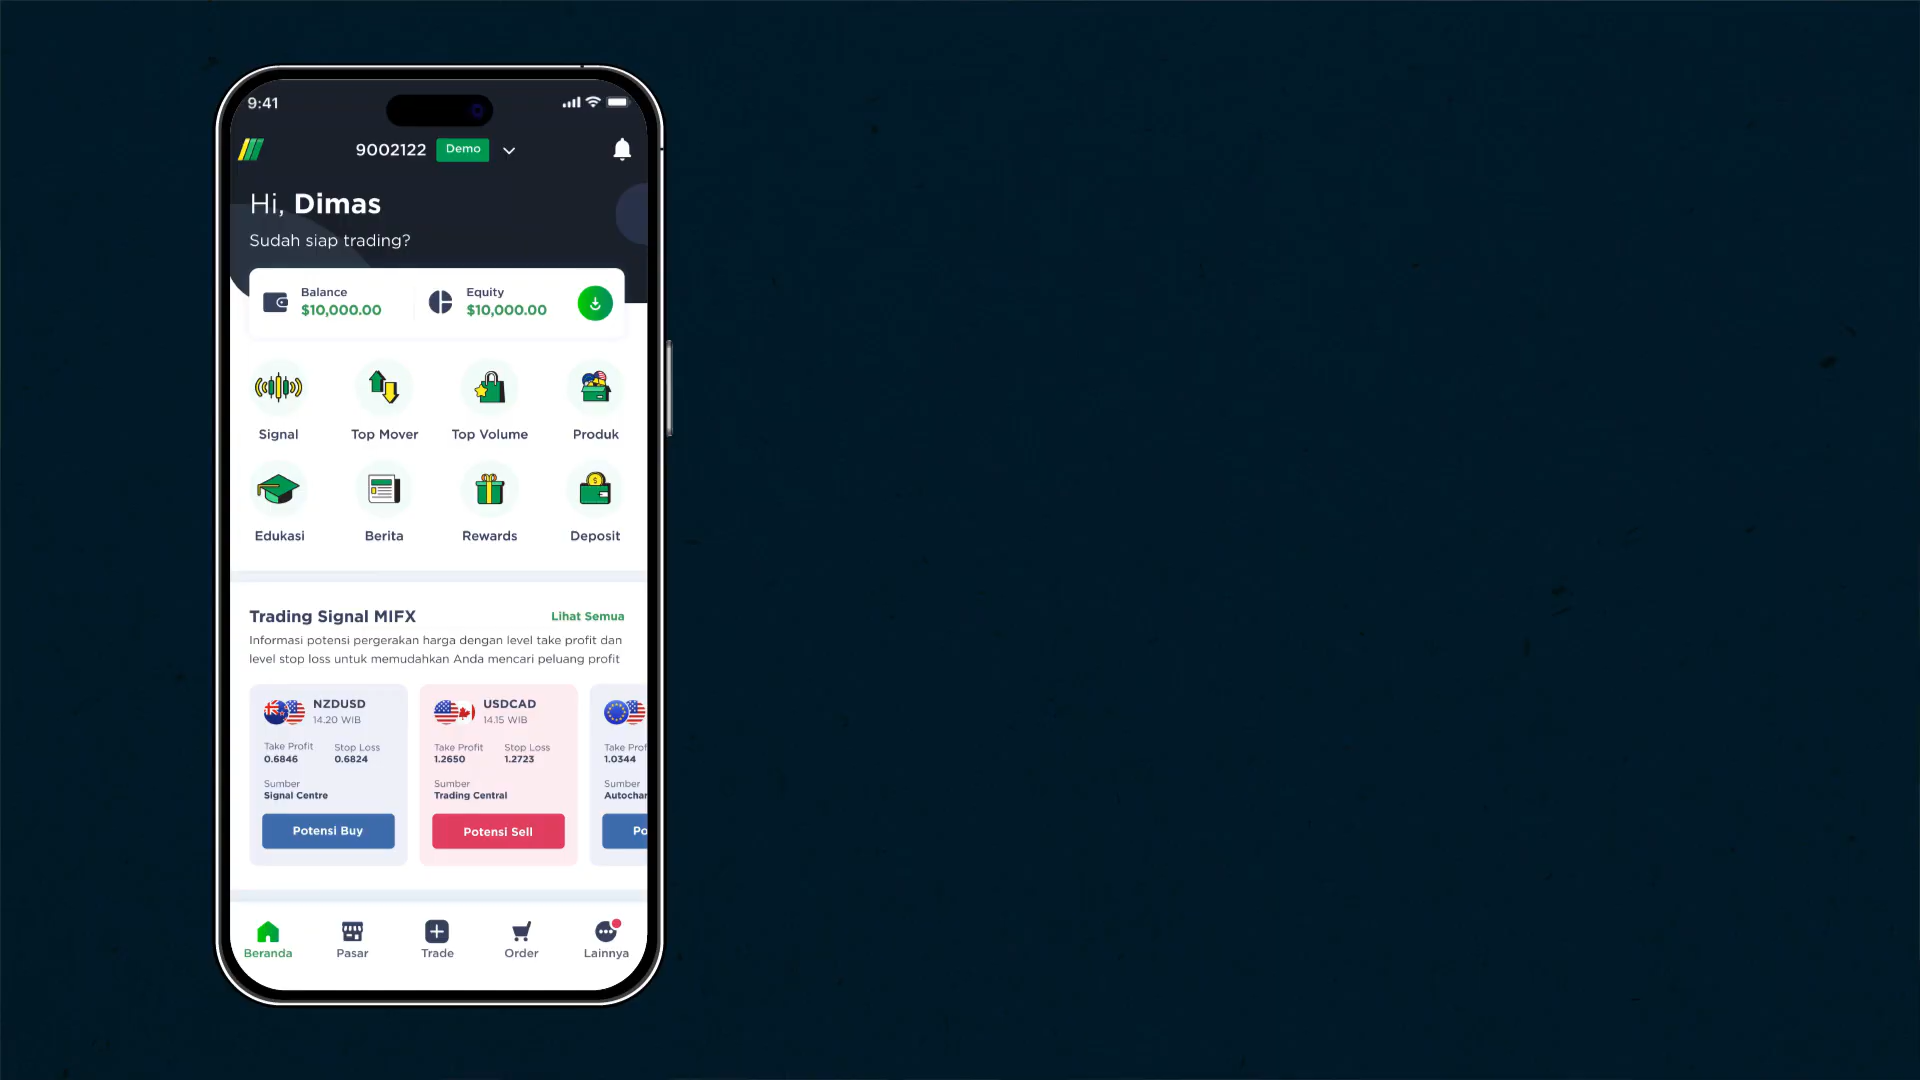 9:41
9002122 Demo
Hi, Dimas
Sudah siap trading?
Balance
$10,000.00
Equity
$10,000.00
Signal
Top Mover
Top Volume
Produk
Edukasi
Berita
Rewards
Deposit
Trading Signal MIFX
Lihat Semua
Informasi potensi pergerakan harga dengan level take profit dan
level stop loss untuk memudahkan Anda mencari peluang profit
NZDUSD
14.20 WIB
Take Profit
0.6846
Stop Loss
0.6824
Sumber
Signal Centre
Potensi Buy
USDCAD
14.15 WIB
Take Profit
1.2650
Stop Loss
1.2723
Sumber
Trading Central
Potensi Sell
Take Prof
1.0344
Sumber
Autochar
Po
Beranda
Pasar
Trade
Order
Lainnya